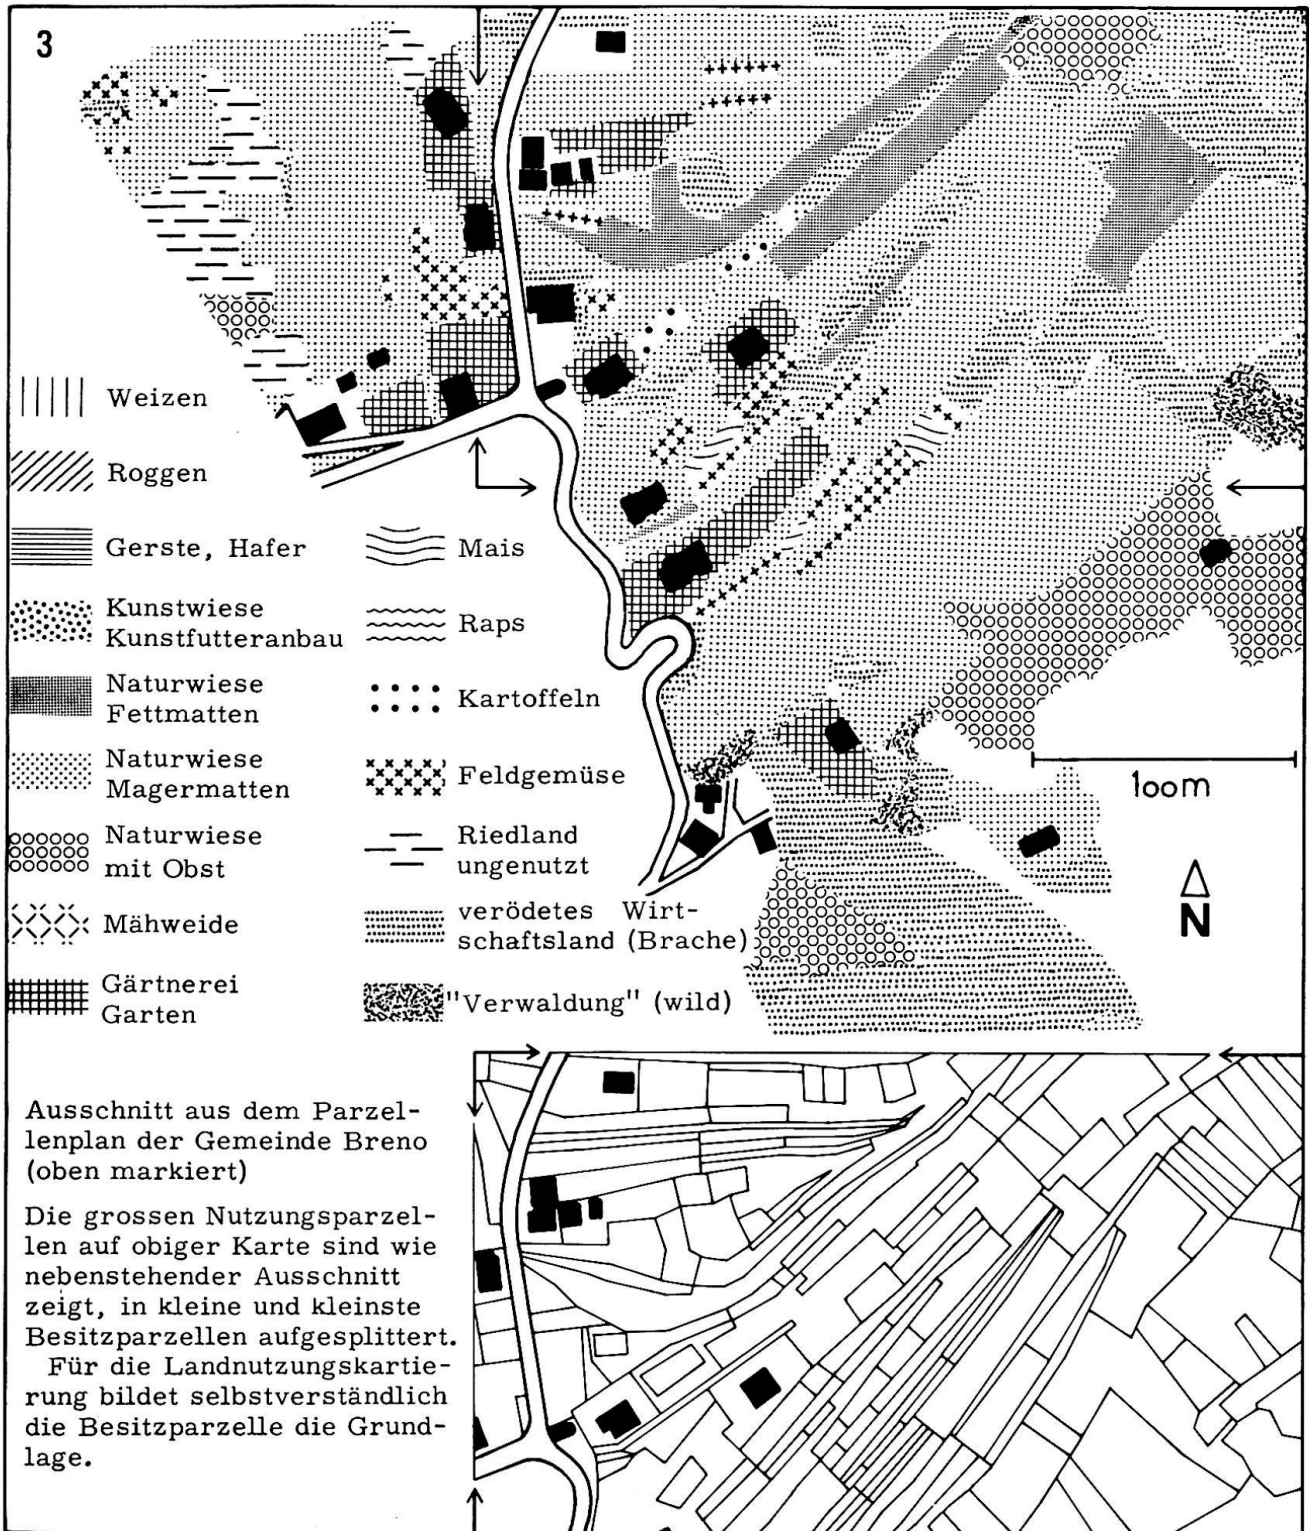 3
Weizen
Roggen
Gerste, Hafer
Kunstwiese
Kunstfutteranbau
Naturwiese
Fettmatten
Naturwiese
Magermatten
Naturwiese
mit Obst
Mähweide
Gärtnerei
Garten
Mais
Raps
Kartoffeln
Feldgemüse
Riedland
ungenutzt
verödetes Wirt-
schaftsland (Brache)
"Verwaldung" (wild)
100m
N
Ausschnitt aus dem Parzel-
lenplan der Gemeinde Breno
(oben markiert)
Die grossen Nutzungsparzel-
len auf obiger Karte sind wie
nebenstehender Ausschnitt
zeigt, in kleine und kleinste
Besitzparzellen aufgesplittert.
Für die Landnutzungskartie-
rung bildet selbstverständlich
die Besitzparzelle die Grund-
lage.